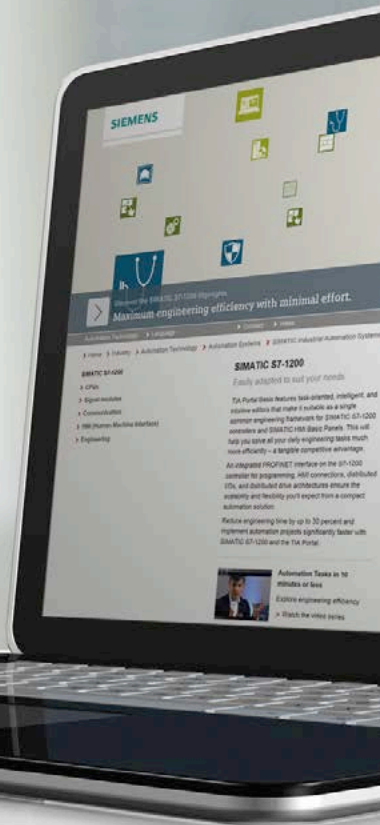 SIEMENS
Discover the SIMATIC S7-1200 Highlights
Maximum engineering efficiency with minimal effort.
Automation Technology > Language > Contact > Index
> Home > Industry > Automation Technology > Automation Systems > SIMATIC Industrial Automation Systems
SIMATIC S7-1200
> CPUs
> Signal modules
> Communication
> HMI (Human Machine Interface)
> Engineering
SIMATIC S7-1200
Easily adapted to suit your needs
TIA Portal Basic features task-oriented, intelligent, and
intuitive editors that make it suitable as a single
common engineering framework for SIMATIC S7-1200
controllers and SIMATIC HMI Basic Panels. This will
help you solve all your daily engineering tasks much
more efficiently – a tangible competitive advantage.
An integrated PROFINET interface on the S7-1200
controller for programming, HMI connections, distributed
I/Os, and distributed drive architectures ensure the
scalability and flexibility you'll expect from a compact
automation solution.
Reduce engineering time by up to 30 percent and
implement automation projects significantly faster with
SIMATIC S7-1200 and the TIA Portal.
Automation Tasks in 10
minutes or less
Explore engineering efficiency
> Watch the video series